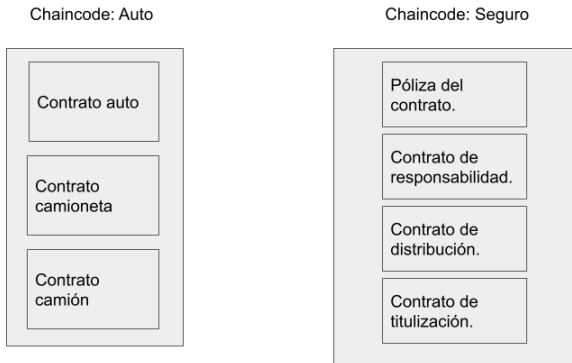 Chaincode: Auto
Contrato auto
Contrato
camioneta
Contrato
camión
Chaincode: Seguro
Póliza del
contrato.
Contrato de
responsabilidad.
Contrato de
distribución.
Contrato de
titulización.